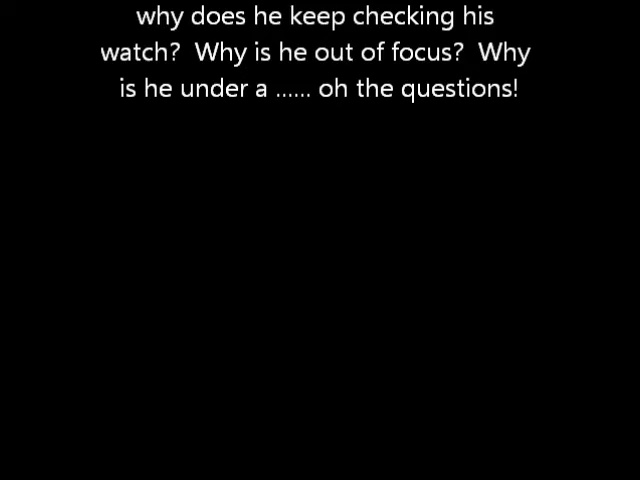 why does he keep checking his
watch?  Why is he out of focus?  Why
is he under a ...... oh the questions!